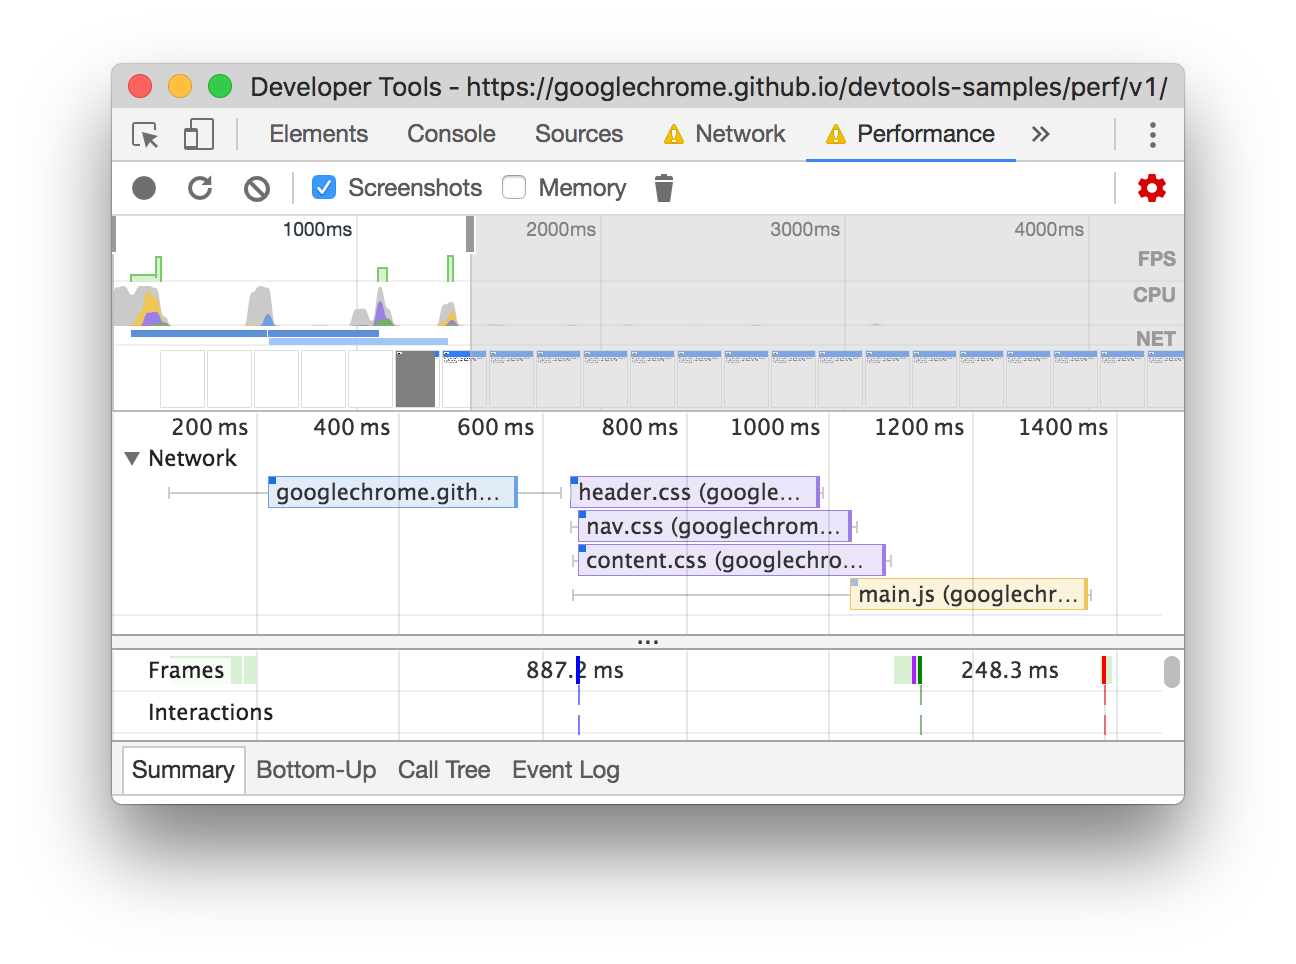 Developer Tools - https://googlechrome.github.io/devtools-samples/perf/v1/
Elements Console Sources Network Performance »
Screenshots Memory
1000ms 2000ms 3000ms 4000ms
FPS
CPU
NET
200 ms 400 ms 600 ms 800 ms 1000 ms 1200 ms 1400 ms
Network
googlechrome.gith... header.css (google...
nav.css (googlechrom...
content.css (googlechro...
main.js (googlechr...
...
Frames 887.2 ms 248.3 ms
Interactions
Summary Bottom-Up Call Tree Event Log